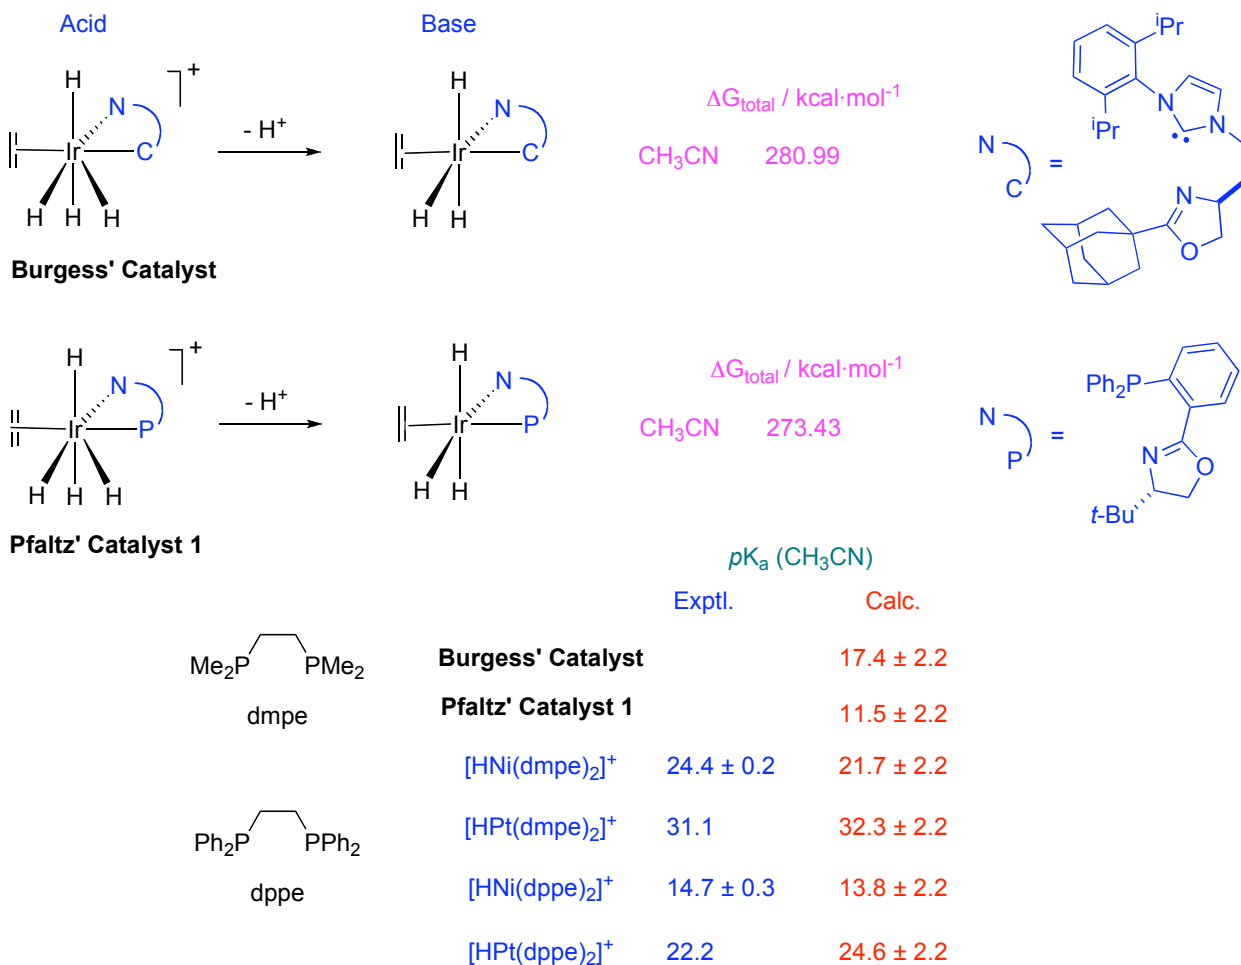 Acid Base
H N Ir C H H H ⁺
- H⁺
H N Ir C H H
ΔG_total / kcal·mol⁻¹
CH₃CN 280.99
N C =
ⁱPr N N ⁱPr N O
Burgess' Catalyst
H N Ir P H H H ⁺
- H⁺
H N Ir P H H
ΔG_total / kcal·mol⁻¹
CH₃CN 273.43
N P =
Ph₂P N O t-Bu
Pfaltz' Catalyst 1
pKₐ (CH₃CN)
Exptl. Calc.
Me₂P PMe₂
dmpe
Burgess' Catalyst 17.4 ± 2.2
Pfaltz' Catalyst 1 11.5 ± 2.2
[HNi(dmpe)₂]⁺ 24.4 ± 0.2 21.7 ± 2.2
[HPt(dmpe)₂]⁺ 31.1 32.3 ± 2.2
Ph₂P PPh₂
dppe
[HNi(dppe)₂]⁺ 14.7 ± 0.3 13.8 ± 2.2
[HPt(dppe)₂]⁺ 22.2 24.6 ± 2.2